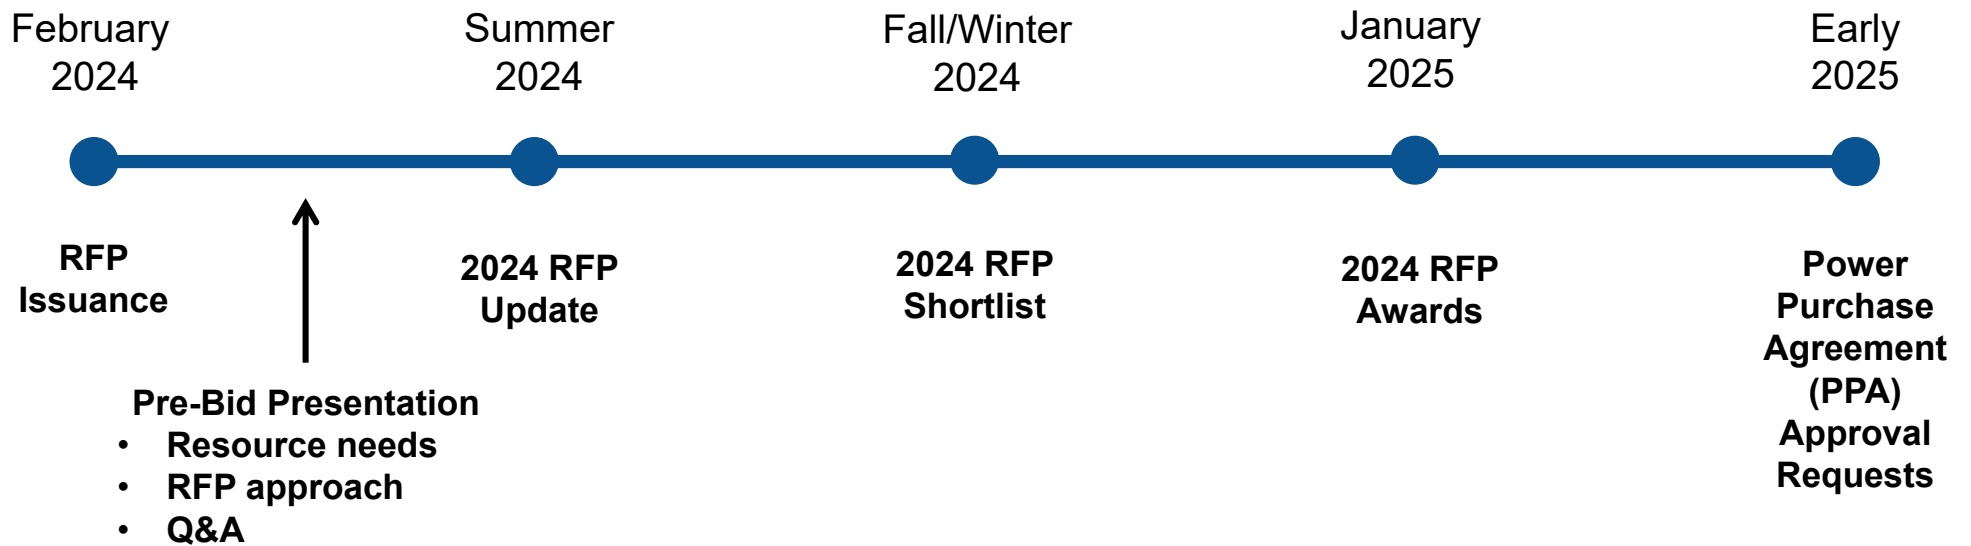 February
2024
Summer
2024
Fall/Winter
2024
January
2025
Early
2025
RFP
Issuance
2024 RFP
Update
2024 RFP
Shortlist
2024 RFP
Awards
Power
Purchase
Agreement
(PPA)
Approval
Requests
Pre-Bid Presentation
• Resource needs
• RFP approach
• Q&A